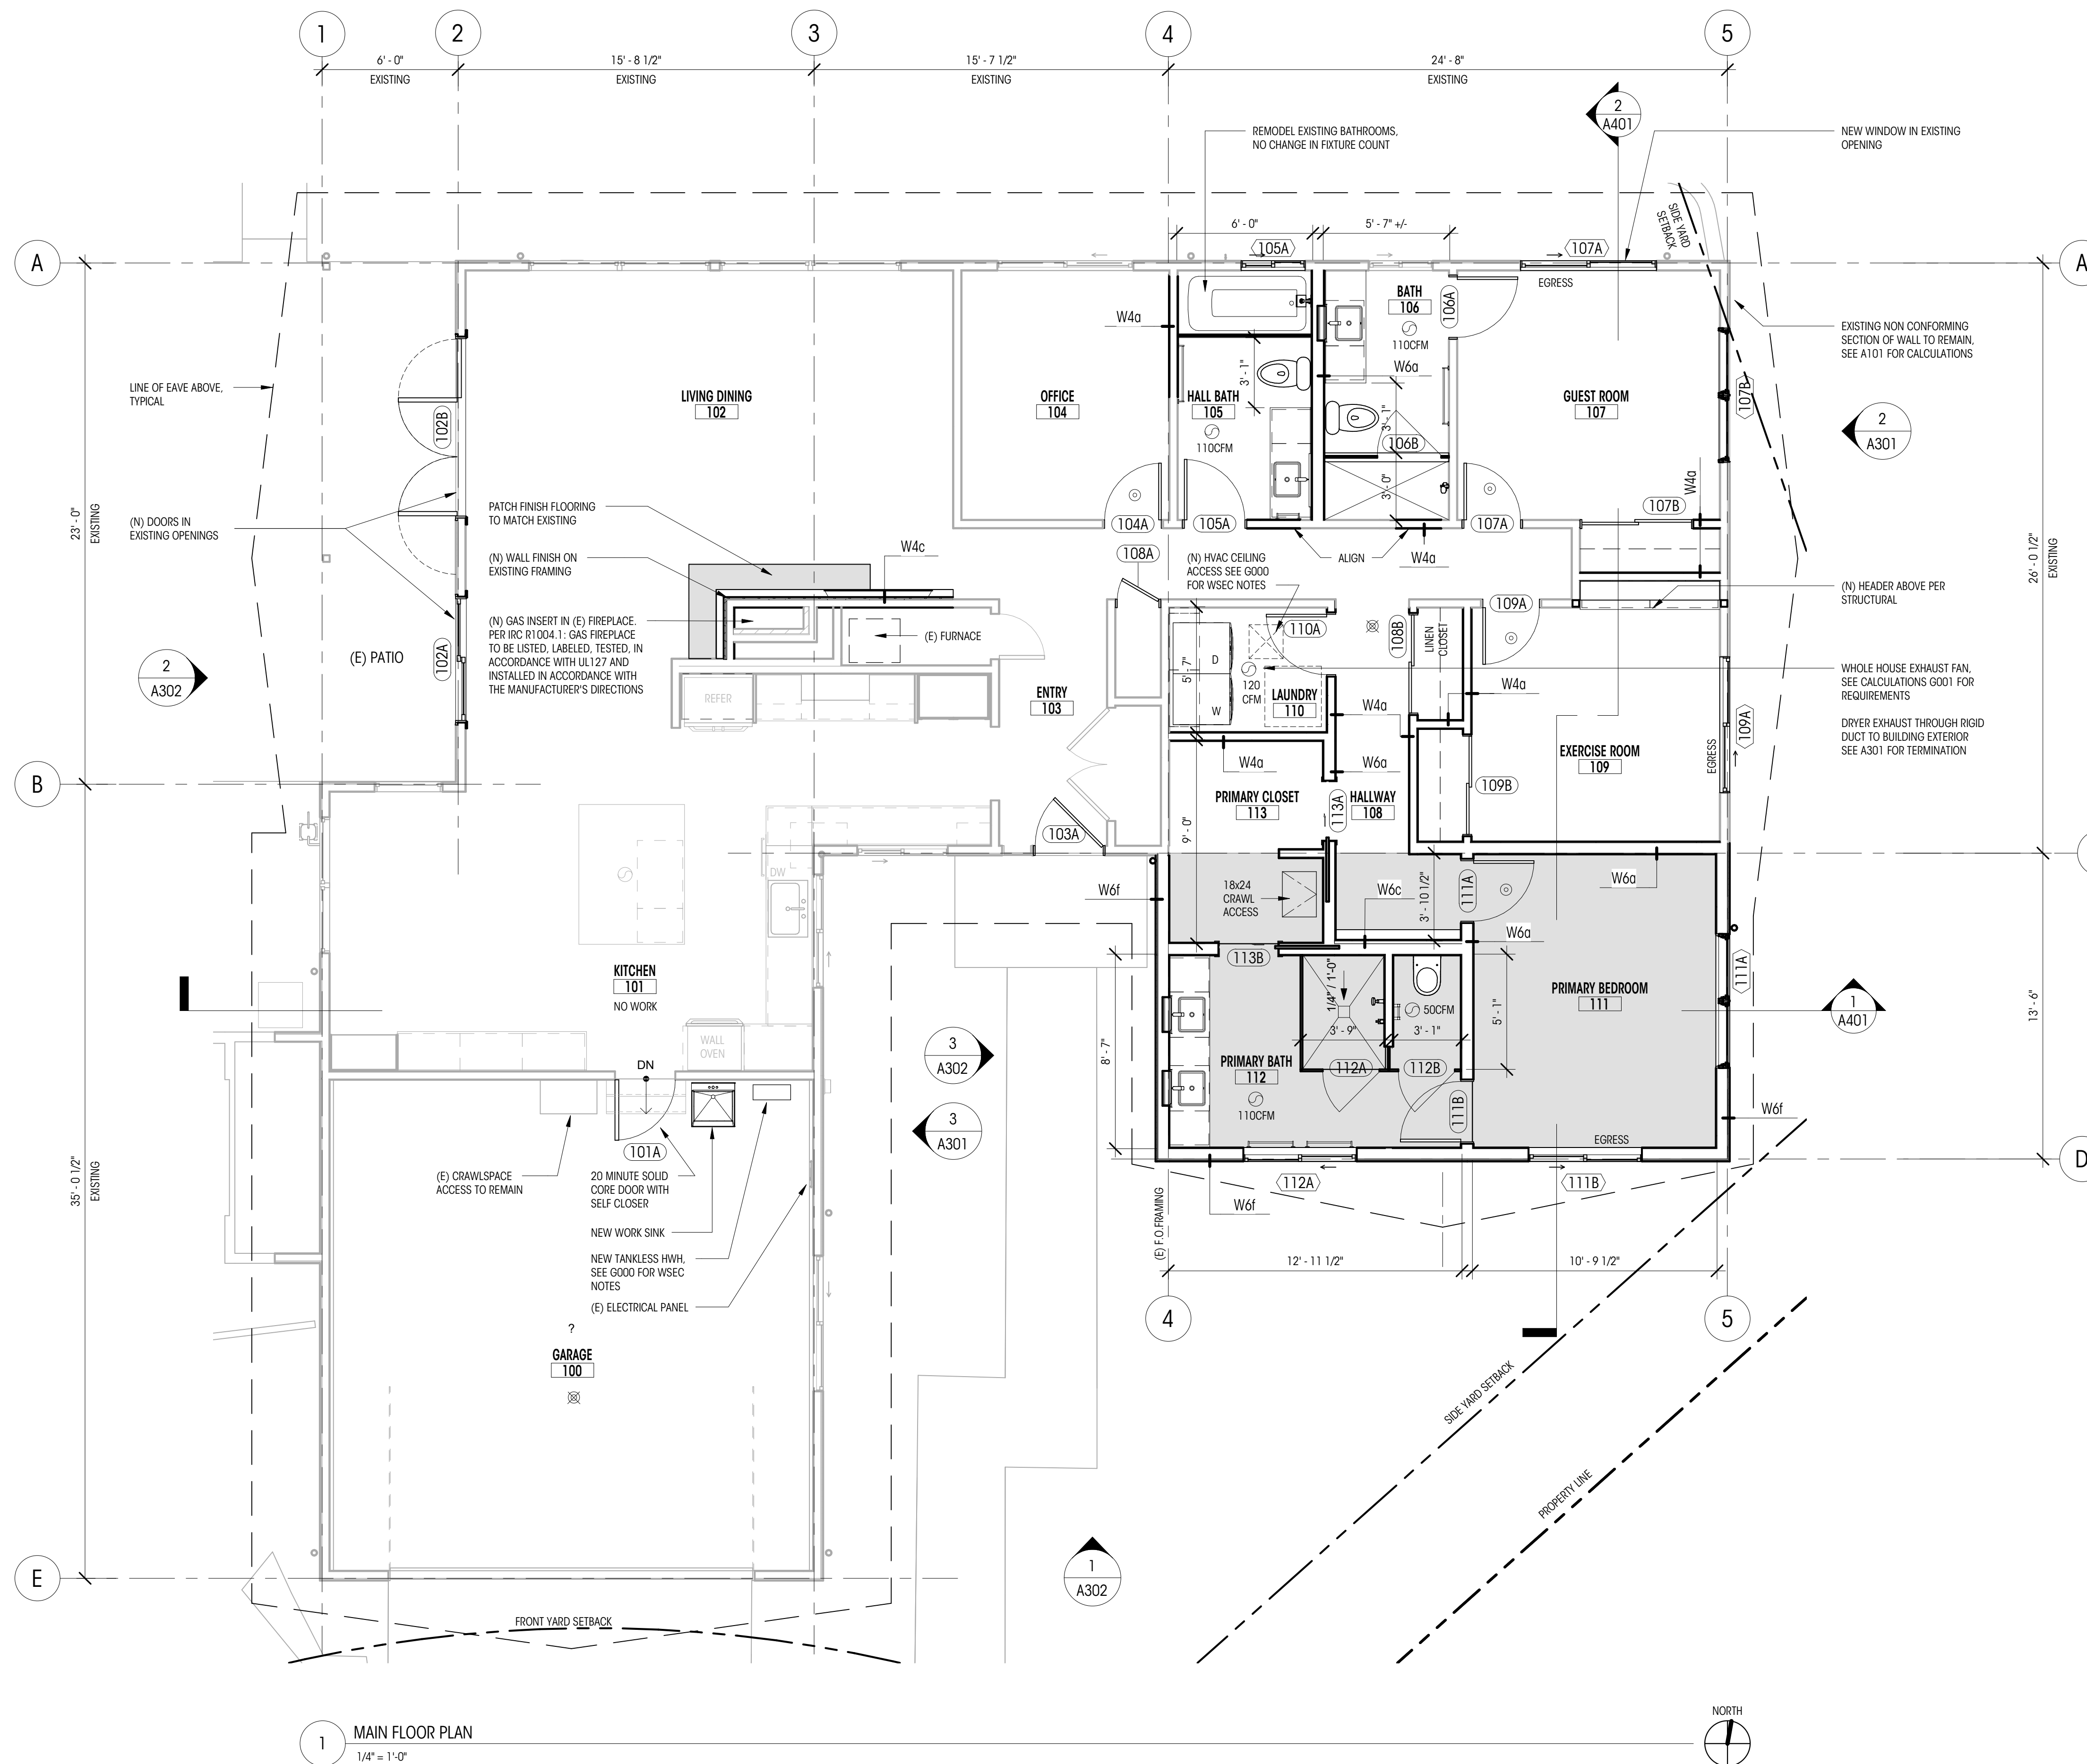 1
2
3
4
5
6' - 0"
EXISTING
15' - 8 1/2"
EXISTING
15' - 7 1/2"
EXISTING
24' - 8"
EXISTING
2
A401
REMODEL EXISTING BATHROOMS,
NO CHANGE IN FIXTURE COUNT
NEW WINDOW IN EXISTING
OPENING
SIDE YARD
SETBACK
6' - 0"
5' - 7" +/-
105A
107A
A
A
EGRESS
BATH
106
110CFM
106A
W4a
EXISTING NON CONFORMING
SECTION OF WALL TO REMAIN,
SEE A101 FOR CALCULATIONS
LINE OF EAVE ABOVE,
TYPICAL
LIVING DINING
102
OFFICE
104
3' - 1"
HALL BATH
105
110CFM
W6a
3' - 1"
106B
3' - 0"
GUEST ROOM
107
107B
2
A301
102B
23' - 0"
EXISTING
(N) DOORS IN
EXISTING OPENINGS
PATCH FINISH FLOORING
TO MATCH EXISTING
(N) WALL FINISH ON
EXISTING FRAMING
W4c
104A
105A
108A
107A
107B
W4a
(N) HVAC CEILING
ACCESS SEE G000
FOR WSEC NOTES
ALIGN
W4a
26' - 0 1/2"
EXISTING
(N) HEADER ABOVE PER
STRUCTURAL
(N) GAS INSERT IN (E) FIREPLACE.
PER IRC R1004.1: GAS FIREPLACE
TO BE LISTED, LABELED, TESTED, IN
ACCORDANCE WITH UL127 AND
INSTALLED IN ACCORDANCE WITH
THE MANUFACTURER'S DIRECTIONS
(E) FURNACE
109A
110A
108B
LINEN
CLOSET
2
A302
(E) PATIO
102A
5' - 7"
D
W
120
CFM
LAUNDRY
110
W4a
W4a
WHOLE HOUSE EXHAUST FAN,
SEE CALCULATIONS G001 FOR
REQUIREMENTS
DRYER EXHAUST THROUGH RIGID
DUCT TO BUILDING EXTERIOR
SEE A301 FOR TERMINATION
REFER
ENTRY
103
EXERCISE ROOM
109
EGRESS
109A
W4a
W6a
B
109B
PRIMARY CLOSET
113
113A
HALLWAY
108
9' - 0"
103A
DW
W6f
18x24
CRAWL
ACCESS
W6c
3' - 10 1/2"
111A
W6a
W6a
KITCHEN
101
NO WORK
113B
1/4" / 1'-0"
50CFM
3' - 9"
3' - 1"
5' - 1"
PRIMARY BEDROOM
111
111A
1
A401
13' - 6"
WALL
OVEN
3
A302
8' - 7"
PRIMARY BATH
112
110CFM
112A
112B
111B
DN
3
A301
W6f
EGRESS
D
101A
35' - 0 1/2"
EXISTING
(E) CRAWLSPACE
ACCESS TO REMAIN
20 MINUTE SOLID
CORE DOOR WITH
SELF CLOSER
NEW WORK SINK
NEW TANKLESS HWH,
SEE G000 FOR WSEC
NOTES
(E) ELECTRICAL PANEL
112A
111B
W6f
(E) F.O.FRAMING
12' - 11 1/2"
10' - 9 1/2"
4
5
?
GARAGE
100
SIDE YARD SETBACK
PROPERTY LINE
E
1
A302
FRONT YARD SETBACK
1
MAIN FLOOR PLAN
1/4" = 1'-0"
NORTH